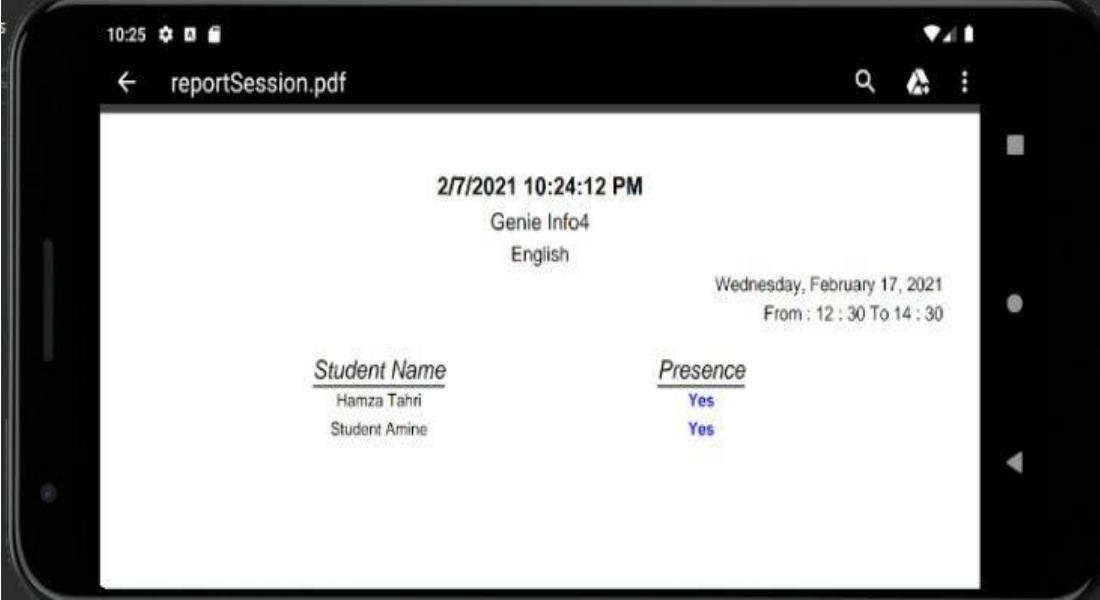 10:25
reportSession.pdf
2/7/2021 10:24:12 PM
Genie Info4
English
Wednesday, February 17, 2021
From : 12 : 30 To 14 : 30
Student Name Presence
Hamza Tahri Yes
Student Amine Yes